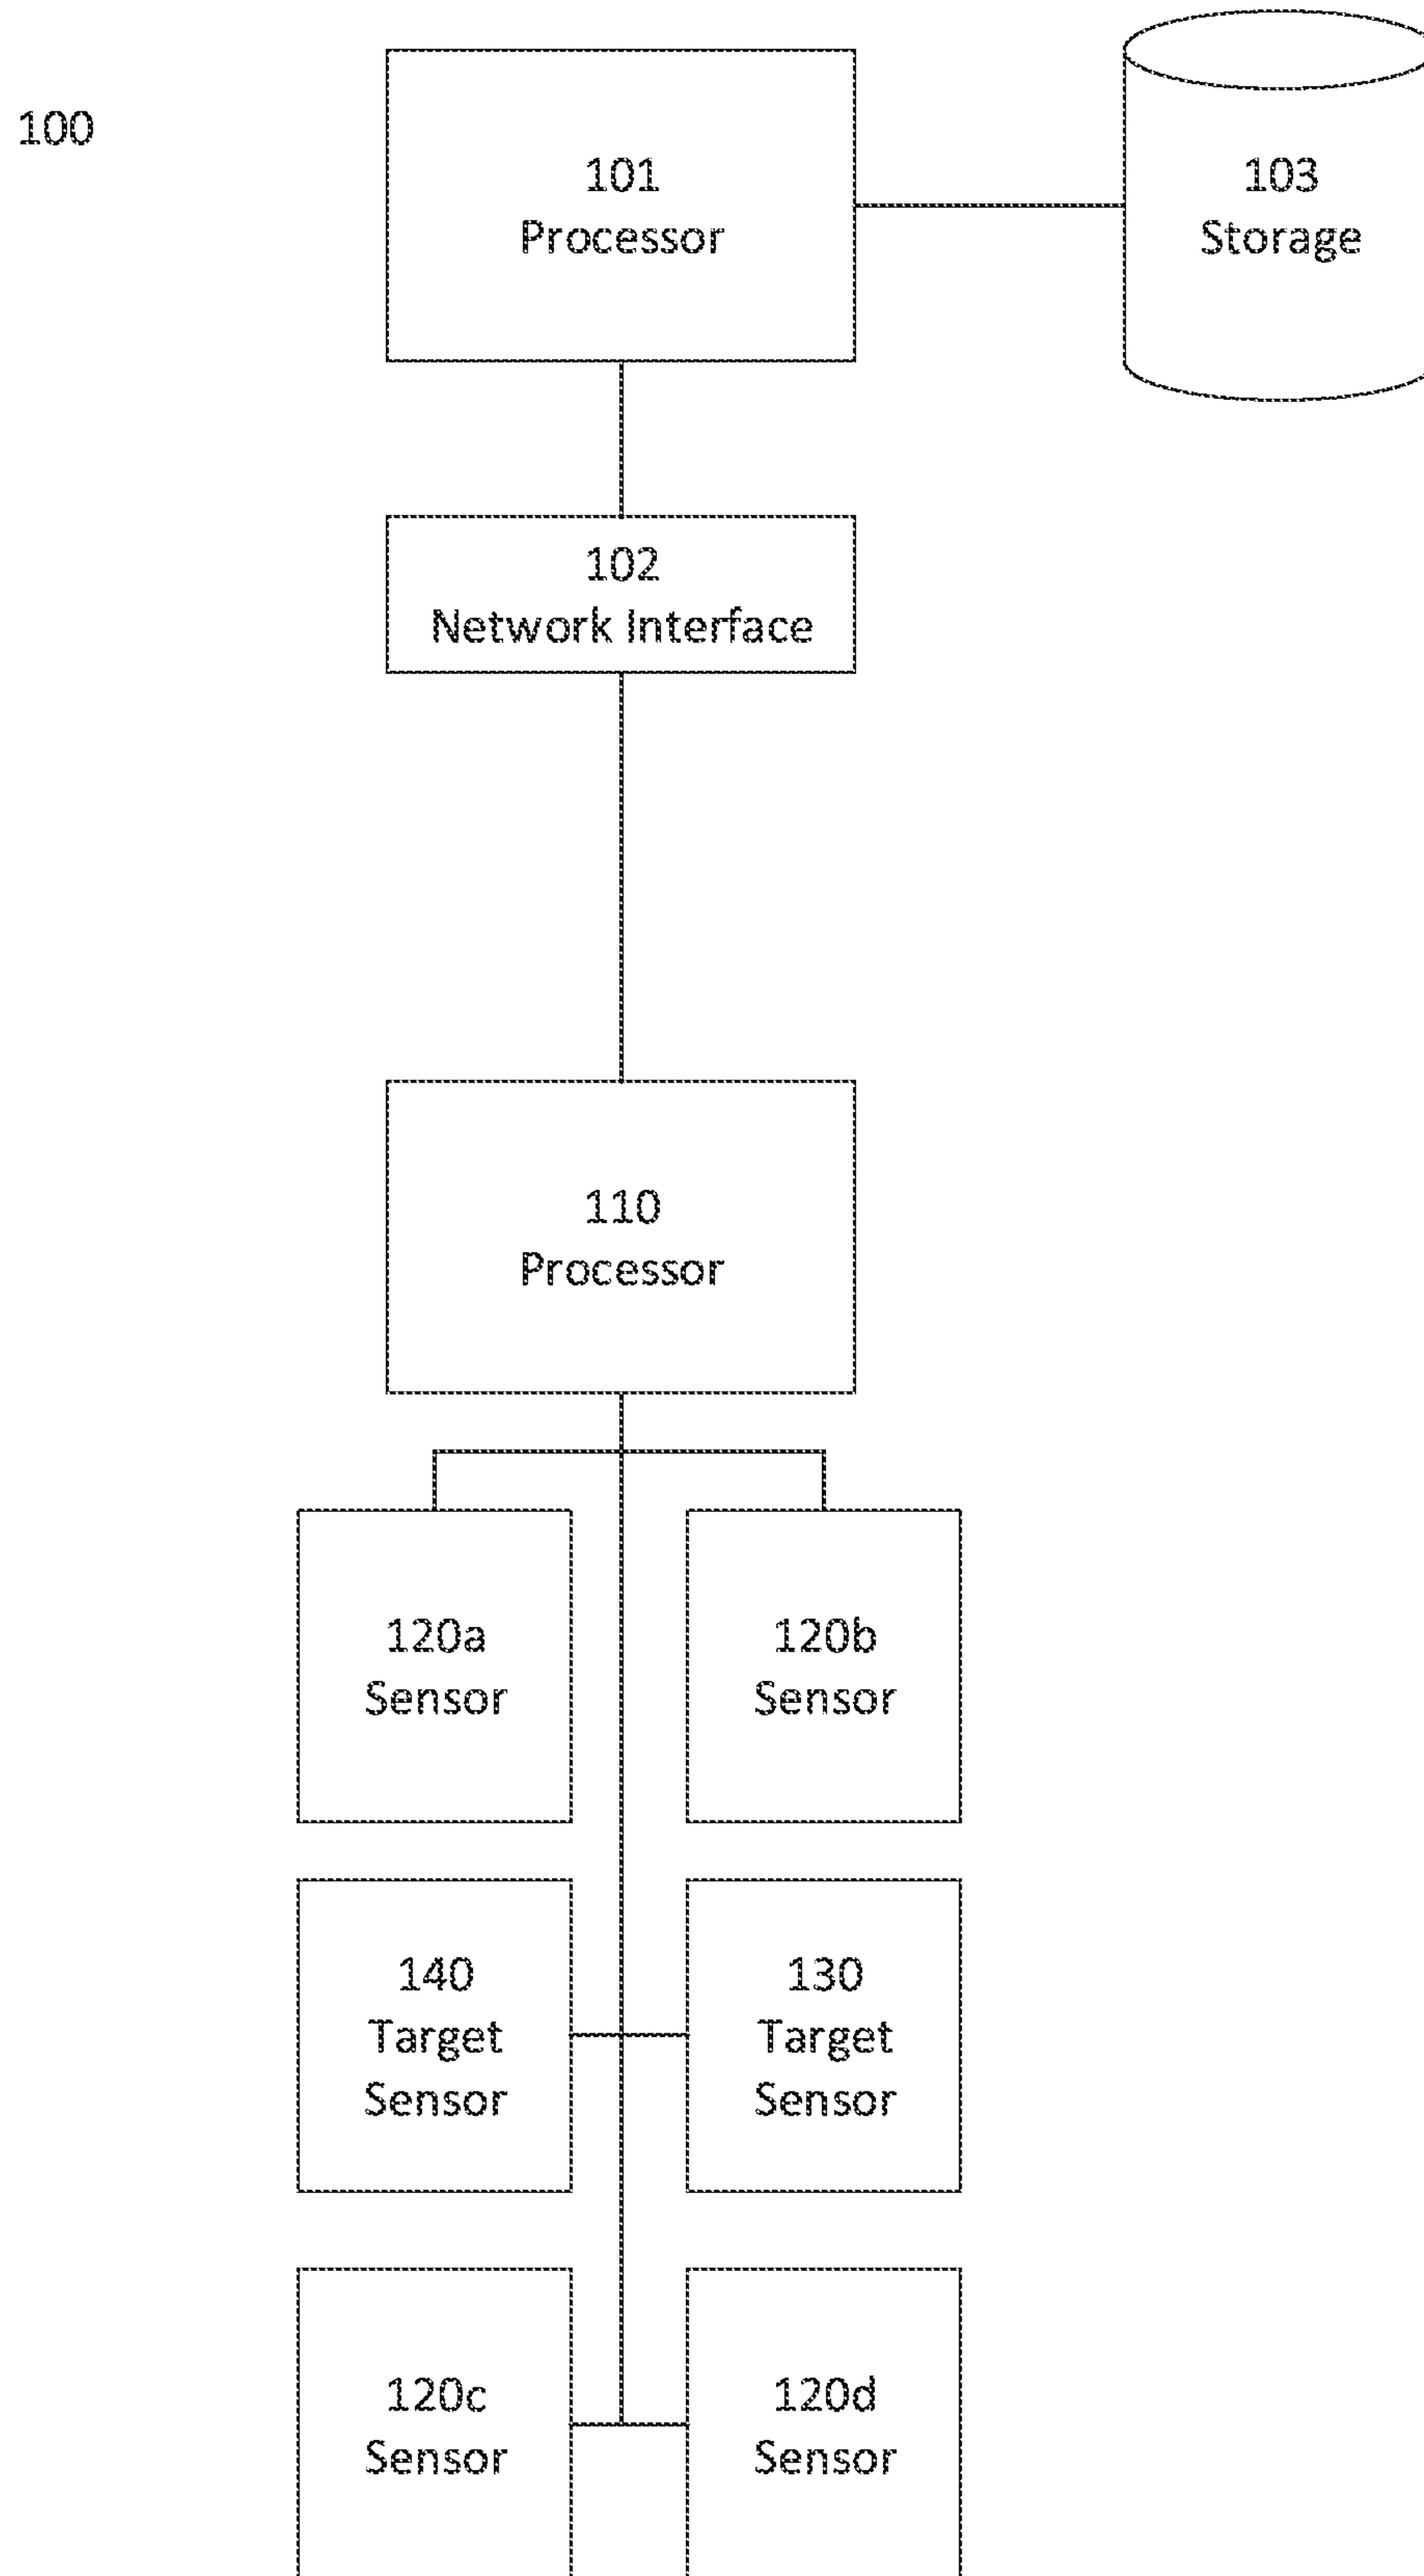 100
101
Processor
103
Storage
102
Network Interface
110
Processor
120a
Sensor
120b
Sensor
140
Target
Sensor
130
Target
Sensor
120c
Sensor
120d
Sensor